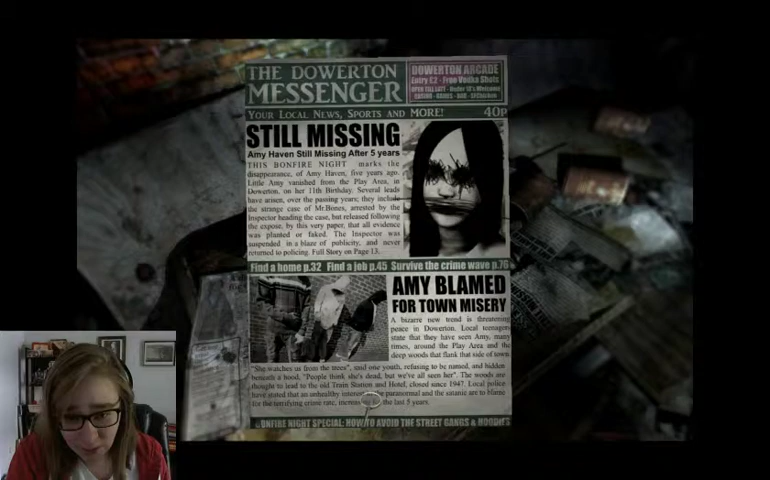 THE DOWERTON
MESSENGER
DOWERTON ARCADE
Entry £2 - Free Vodka Shots
YOUR LOCAL NEWS, SPORTS AND MORE!
40P
STILL MISSING
Amy Haven Still Missing After 5 years
THIS BONFIRE NIGHT marks the
disappearance, of Amy Haven, five years ago.
Little Amy vanished from the Play Area, in
Dowerton, on her 11th Birthday. Several leads
have arisen, over the passing years; they include
the strange case of Mr.Bones, arrested by the
Inspector heading the case, but released following
the expose, by this very paper, that all evidence
was planted or faked. The Inspector was
suspended in a blaze of publicity, and never
returned to policing. Full Story on Page 13.
Find a home p.32 Find a job p.45 Survive the crime wave p.76
AMY BLAMED
FOR TOWN MISERY
A bizarre new trend is threatening
peace in Dowerton. Local teenagers
state that they have seen Amy, many
times, around the Play Area and the
deep woods that flank that side of town.
"She watches us from the trees", said one youth, refusing to be named, and hidden
beneath a hood, "People think she's dead, but we've all seen her". The woods are
thought to lead to the old Train Station and Hotel, closed since 1947. Local police
have stated that an unhealthy interest paranormal and the satanic are to blame
for the terrifying crime rate, the last 5 years.
BONFIRE NIGHT SPECIAL: HOW TO AVOID THE STREET GANGS & HOODIES